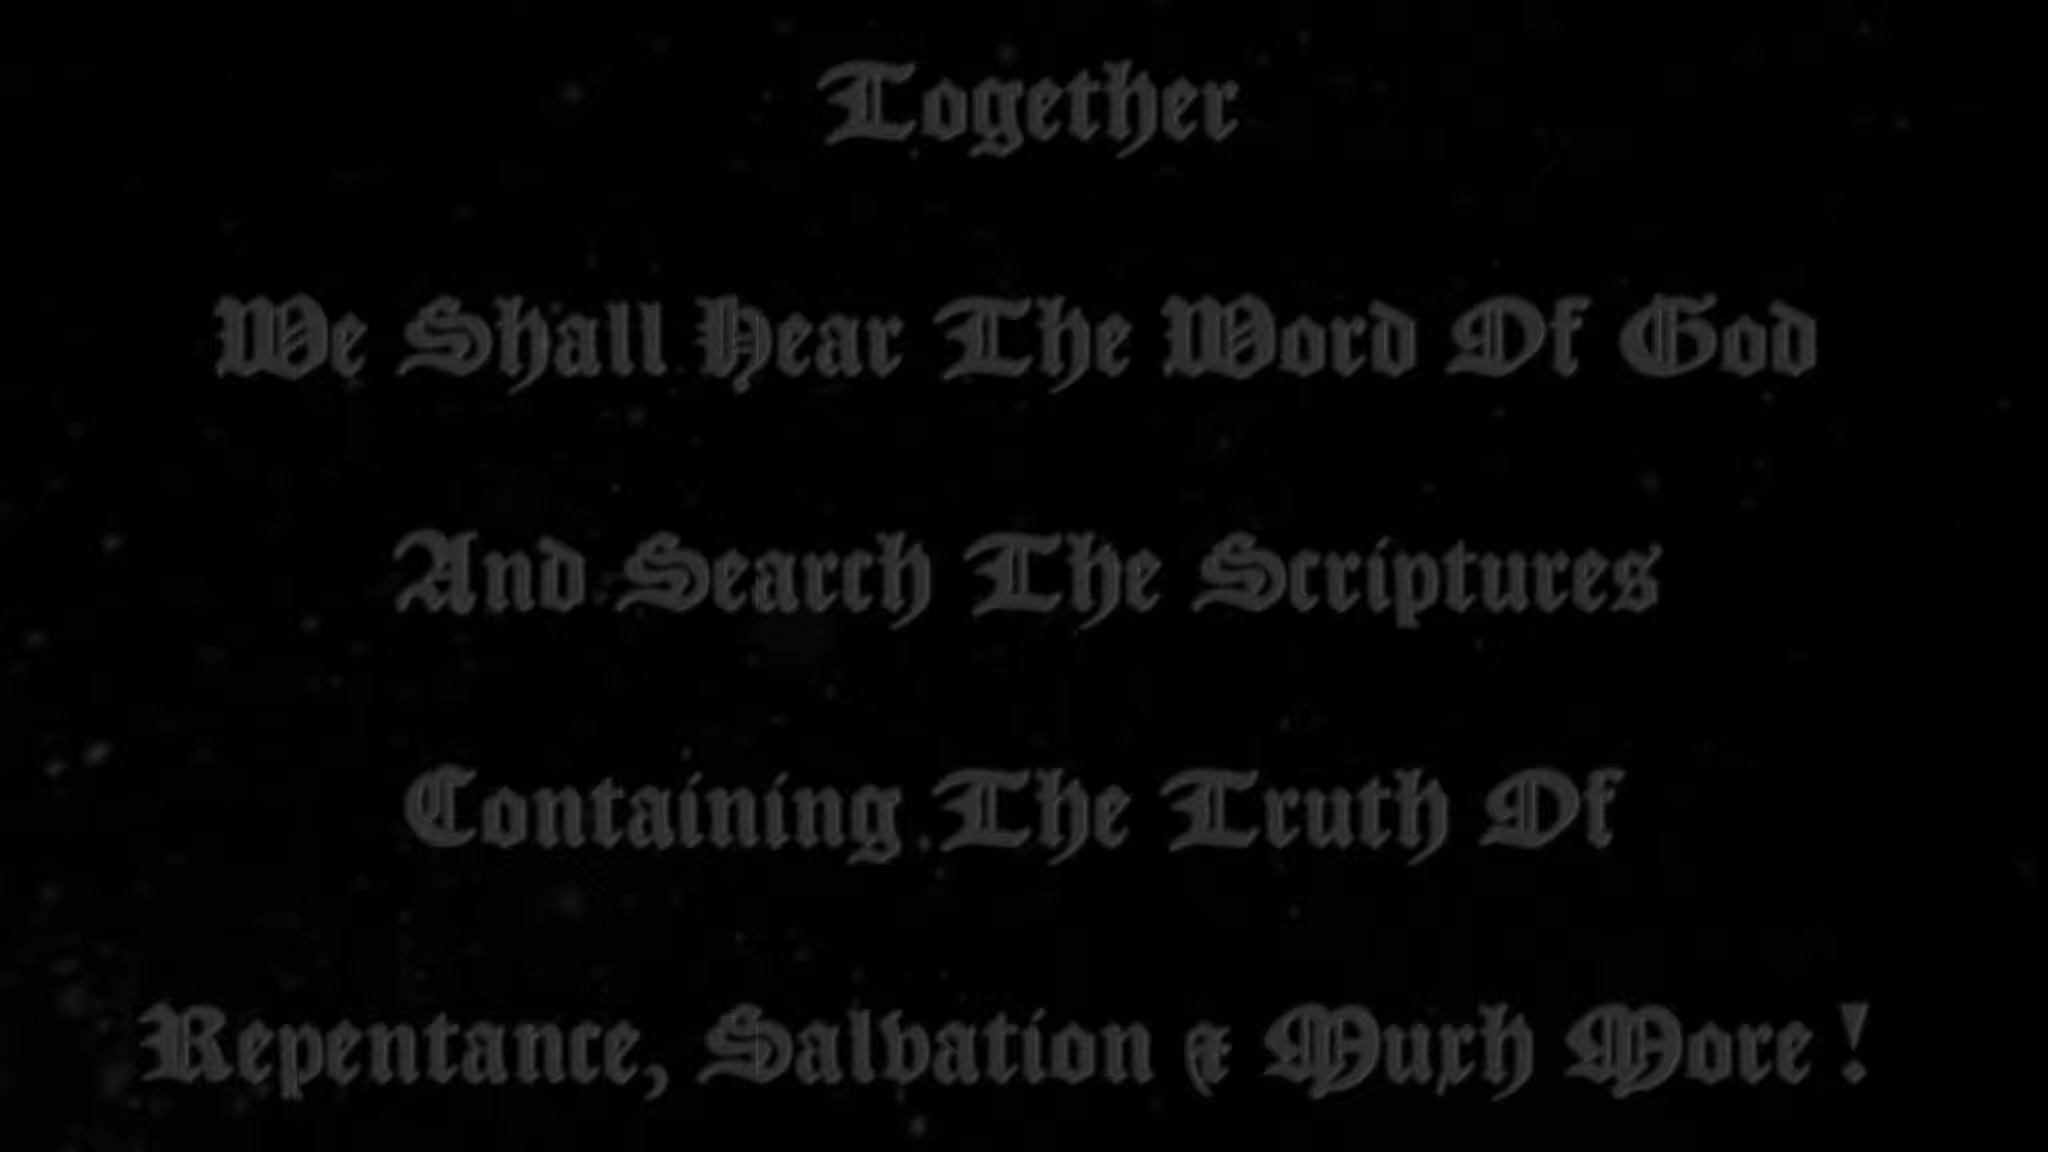 Together
We Shall Hear The Word Of God
And Search The Scriptures
Containing The Truth Of
Repentance, Salvation & Much More !